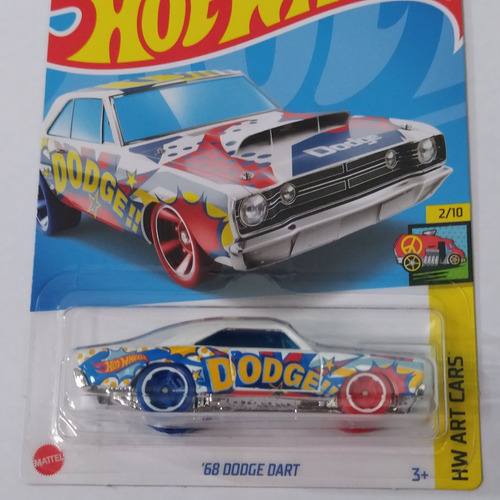 HOT WHEELS
Dodge
DODGE!!
2/10
HW ART CARS
HOT WHEELS
DODGE!!
MATTEL
'68 DODGE DART
3+